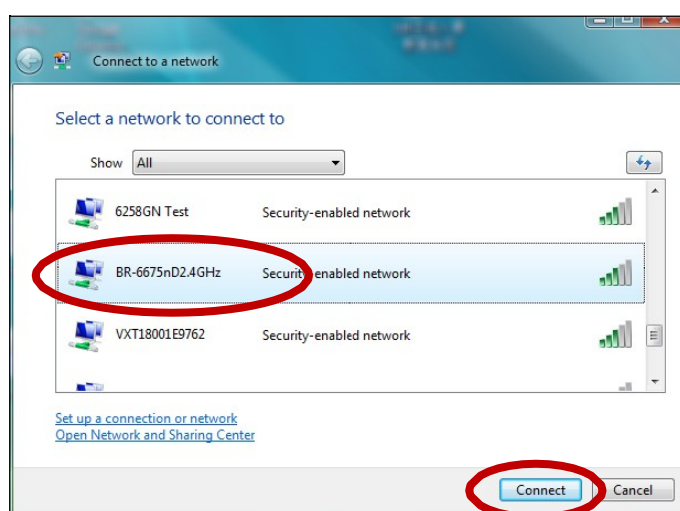 Connect to a network
Select a network to connect to
Show All
6258GN Test Security-enabled network
BR-6675nD2.4GHz Security-enabled network
VXT18001E9762 Security-enabled network
Set up a connection or network
Open Network and Sharing Center
Connect Cancel